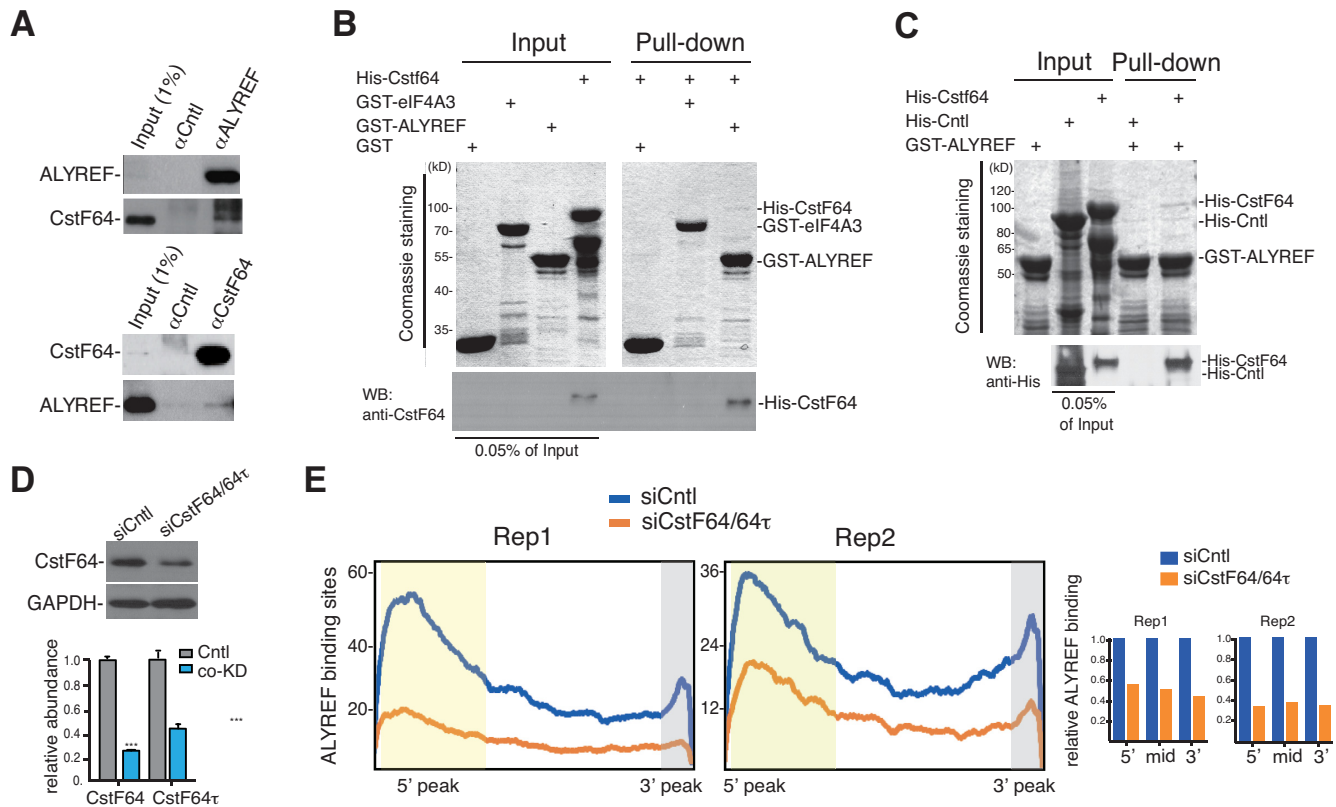 A
Input (1%)
αCntl
αALYREF
ALYREF-
CstF64-
Input (1%)
αCntl
αCstF64
CstF64-
ALYREF-
B
Input Pull-down
His-Cstf64 + + + +
GST-eIF4A3 + +
GST-ALYREF + +
GST + +
(kD)
100-
70-
55-
40-
35-
Coomassie staining
-His-CstF64
-GST-eIF4A3
-GST-ALYREF
WB:
anti-CstF64
-His-CstF64
0.05% of Input
C
Input Pull-down
His-Cstf64 + +
His-Cntl + +
GST-ALYREF + + +
(kD)
120-
100-
80-
65-
50-
Coomassie staining
-His-CstF64
-His-Cntl
-GST-ALYREF
WB:
anti-His
-His-CstF64
-His-Cntl
0.05%
of Input
D
siCntl
siCstF64/64τ
CstF64-
GAPDH-
relative abundance
1.0
0.8
0.6
0.4
0.2
0.
Cntl
co-KD
***
***
CstF64 CstF64τ
E
siCntl
siCstF64/64τ
Rep1 Rep2
ALYREF binding sites
60-
40-
20-
36-
24-
12-
5’ peak 3’ peak 5’ peak 3’ peak
siCntl
siCstF64/64τ
relative ALYREF binding
Rep1 Rep2
1.0 1.0
0.8 0.8
0.6 0.6
0.4 0.4
0.2 0.2
5’ mid 3’ 5’ mid 3’